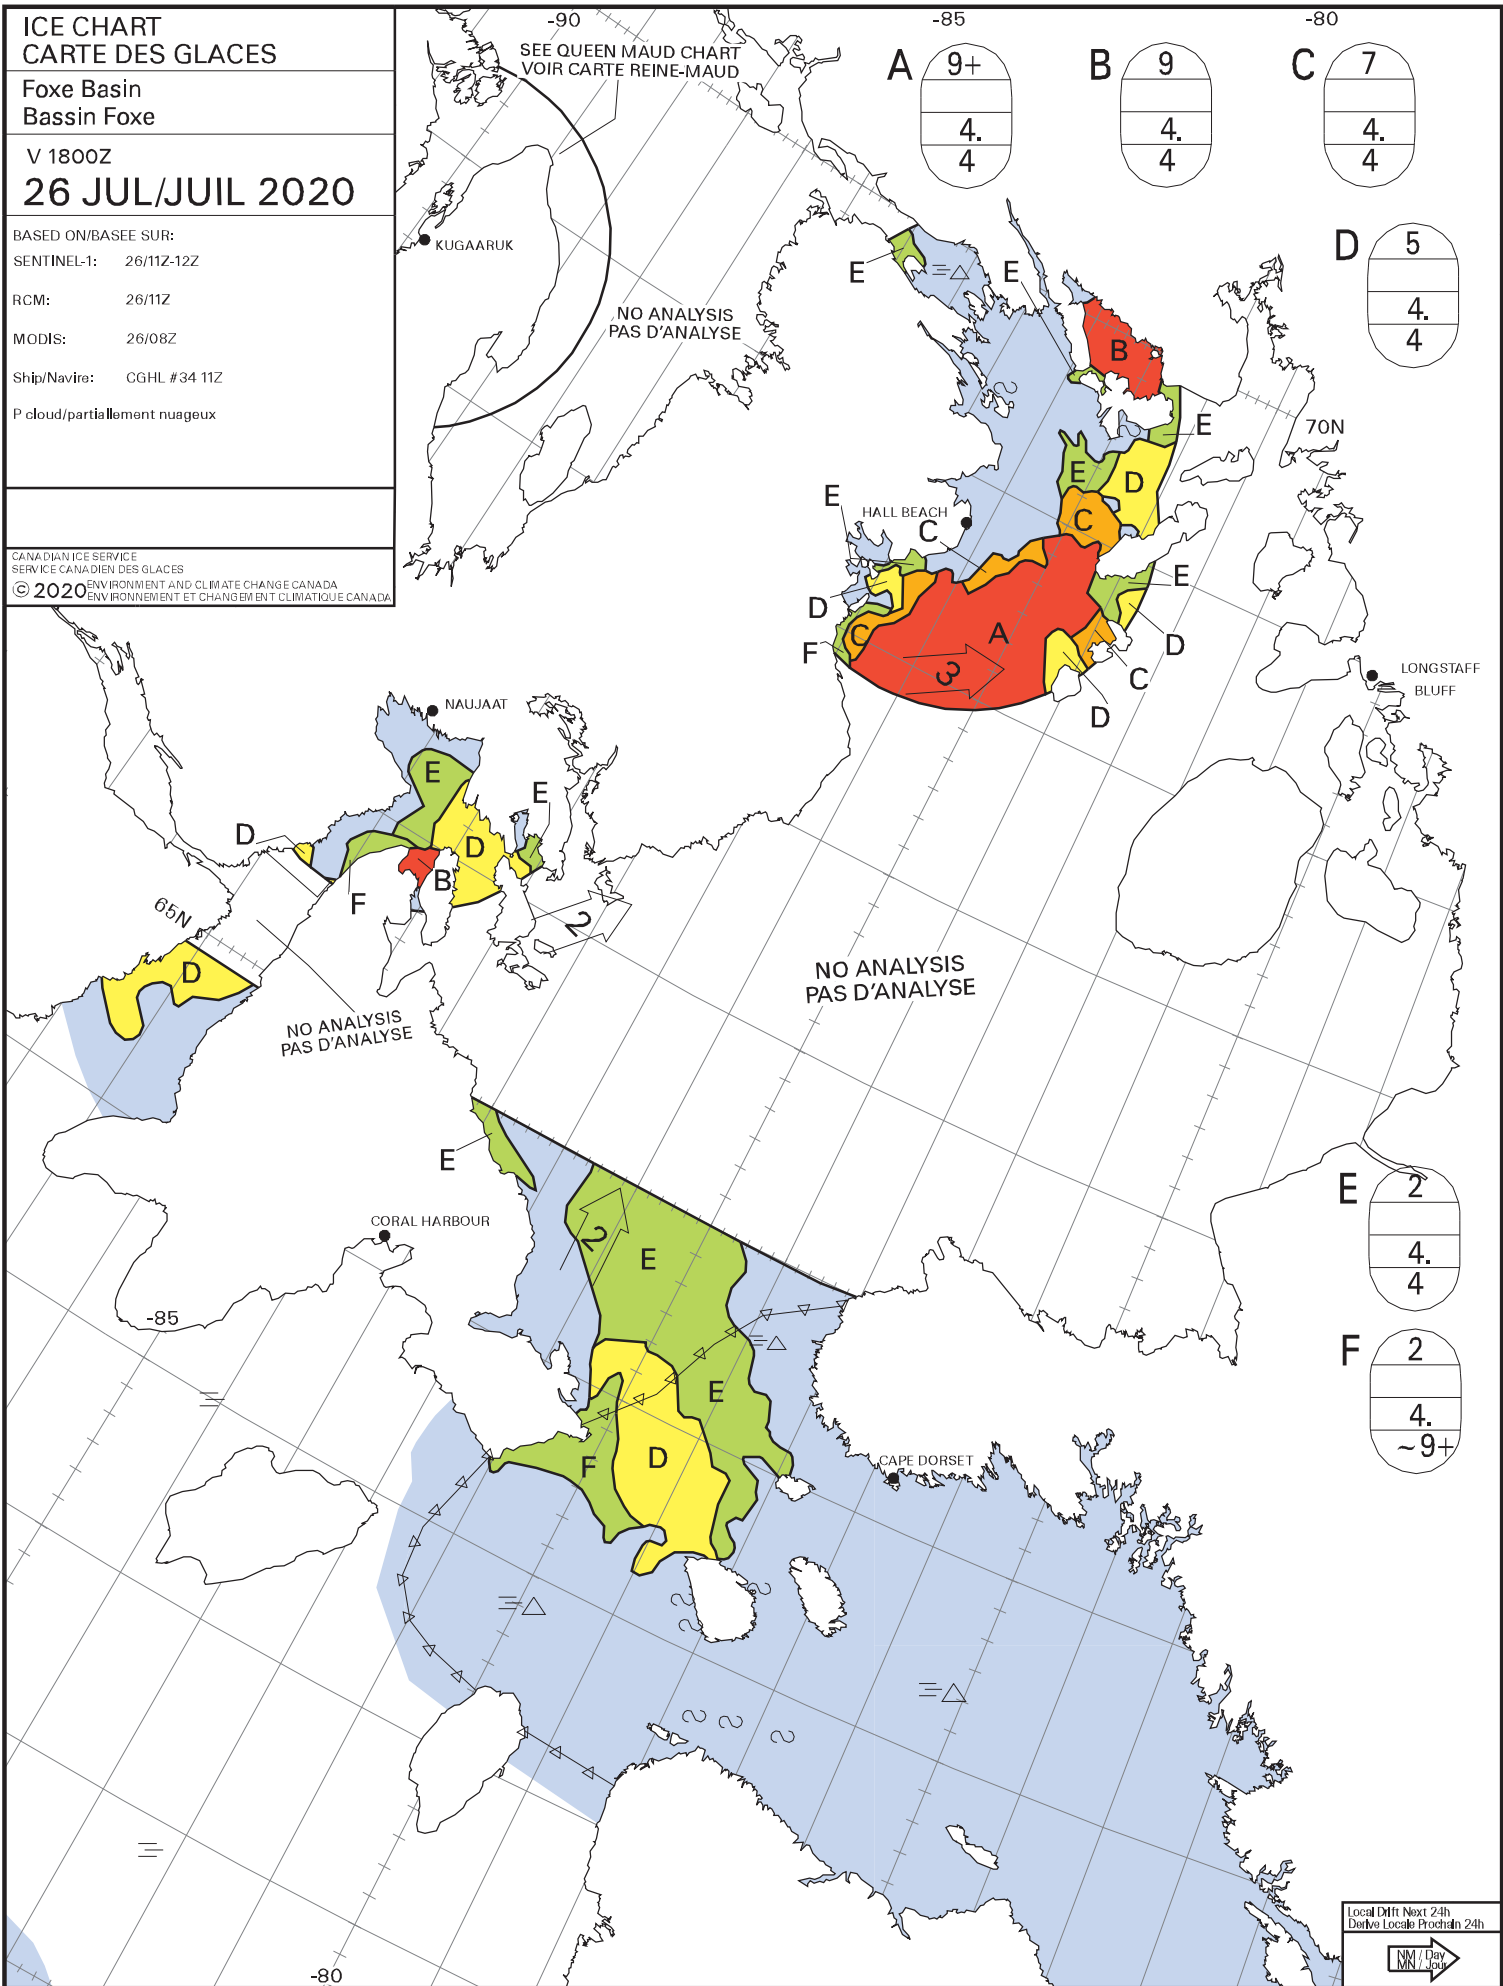 ICE CHART
CARTE DES GLACES
Foxe Basin
Bassin Foxe
V 1800Z
26 JUL/JUIL 2020
BASED ON/BASEE SUR:
SENTINEL-1: 26/11Z-12Z
RCM: 26/11Z
MODIS: 26/08Z
Ship/Navire: CGHL #34 11Z
P cloud/partiallement nuageux
CANADIAN ICE SERVICE
SERVICE CANADIEN DES GLACES
© 2020 ENVIRONMENT AND CLIMATE CHANGE CANADA
ENVIRONNEMENT ET CHANGEMENT CLIMATIQUE CANADA
-90
-85
-80
SEE QUEEN MAUD CHART
VOIR CARTE REINE-MAUD
A
9+
4.
4
B
9
4.
4
C
7
4.
4
D
5
4.
4
KUGAARUK
NO ANALYSIS
PAS D'ANALYSE
E
E
B
E
70N
E
D
E
HALL BEACH
C
C
E
D
A
D
C
F
3
C
D
LONGSTAFF
BLUFF
NAUJAAT
E
E
D
D
B
F
2
65N
D
NO ANALYSIS
PAS D'ANALYSE
NO ANALYSIS
PAS D'ANALYSE
E
E
2
4.
4
CORAL HARBOUR
2
E
-85
F
2
4.
~9+
E
F
D
CAPE DORSET
-80
Local Drift Next 24h
Derive Locale Prochain 24h
NM / Day
MN / Jour